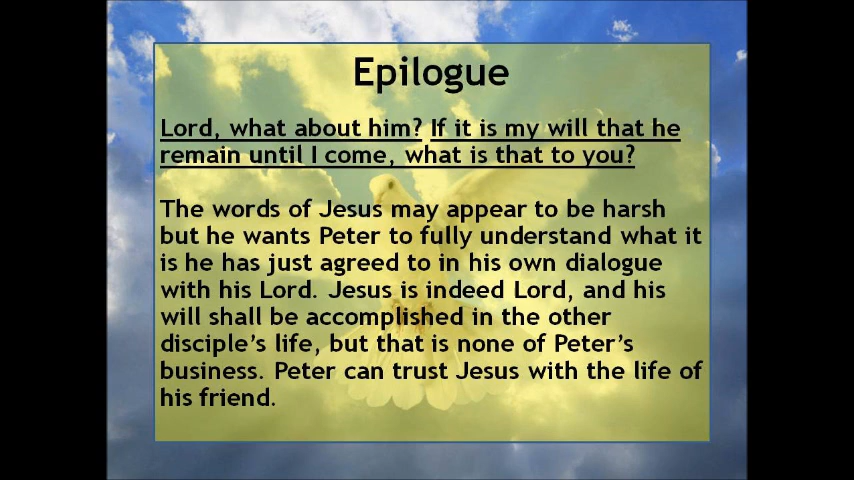 Epilogue
Lord, what about him? If it is my will that he
remain until I come, what is that to you?
The words of Jesus may appear to be harsh
but he wants Peter to fully understand what it
is he has just agreed to in his own dialogue
with his Lord. Jesus is indeed Lord, and his
will shall be accomplished in the other
disciple’s life, but that is none of Peter’s
business. Peter can trust Jesus with the life of
his friend.